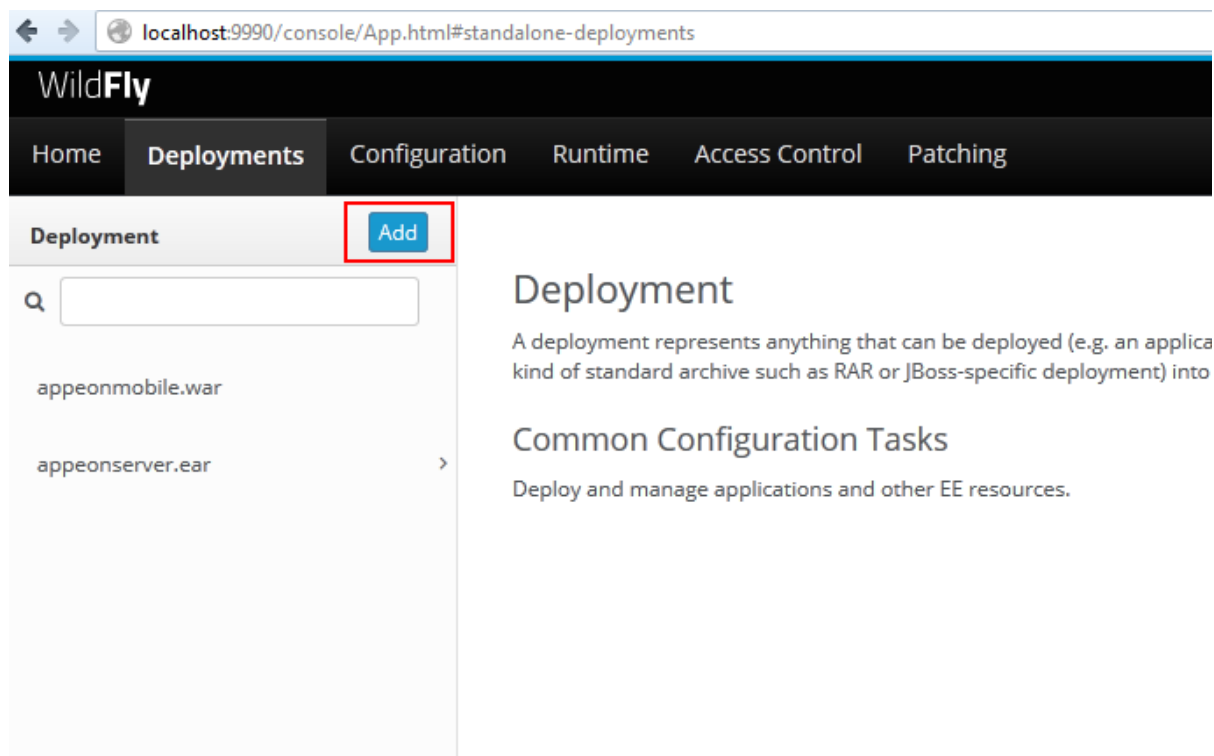 localhost:9990/console/App.html#standalone-deployments
WildFly
Home Deployments Configuration Runtime Access Control Patching
Deployment Add
appeonmobile.war
appeonserver.ear
Deployment
A deployment represents anything that can be deployed (e.g. an applica
kind of standard archive such as RAR or JBoss-specific deployment) into
Common Configuration Tasks
Deploy and manage applications and other EE resources.